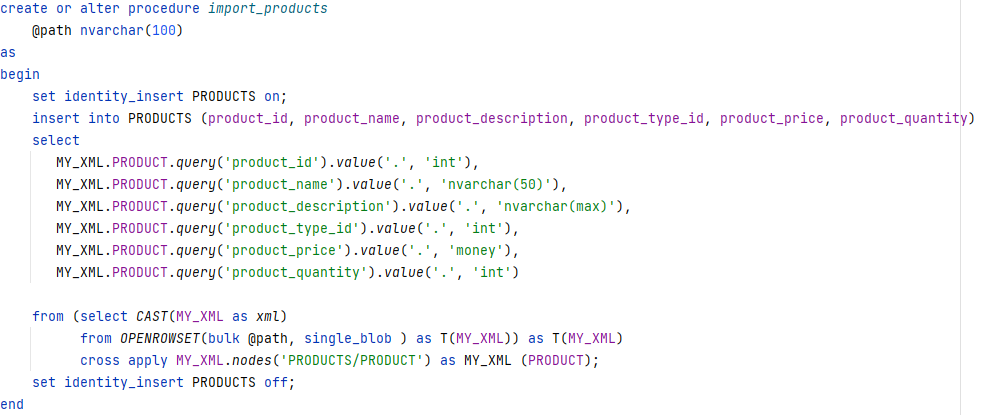 create or alter procedure import_products
    @path nvarchar(100)
as
begin
    set identity_insert PRODUCTS on;
    insert into PRODUCTS (product_id, product_name, product_description, product_type_id, product_price, product_quantity)
    select
       MY_XML.PRODUCT.query('product_id').value('.', 'int'),
       MY_XML.PRODUCT.query('product_name').value('.', 'nvarchar(50)'),
       MY_XML.PRODUCT.query('product_description').value('.', 'nvarchar(max)'),
       MY_XML.PRODUCT.query('product_type_id').value('.', 'int'),
       MY_XML.PRODUCT.query('product_price').value('.', 'money'),
       MY_XML.PRODUCT.query('product_quantity').value('.', 'int')

    from (select CAST(MY_XML as xml)
          from OPENROWSET(bulk @path, single_blob ) as T(MY_XML)) as T(MY_XML)
          cross apply MY_XML.nodes('PRODUCTS/PRODUCT') as MY_XML (PRODUCT);
    set identity_insert PRODUCTS off;
end